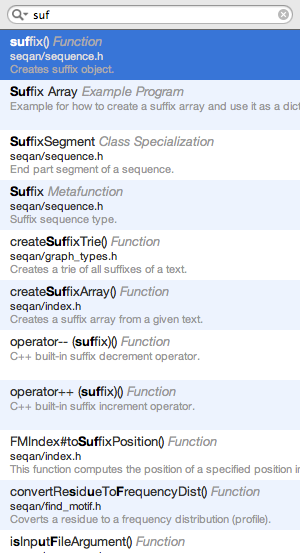 suf
suffix() Function
seqan/sequence.h
Creates suffix object.
Suffix Array Example Program
Example for how to create a suffix array and use it as a dict
SuffixSegment Class Specialization
seqan/sequence.h
End part segment of a sequence.
Suffix Metafunction
seqan/sequence.h
Suffix sequence type.
createSuffixTrie() Function
seqan/graph_types.h
Creates a trie of all suffixes of a text.
createSuffixArray() Function
seqan/index.h
Creates a suffix array from a given text.
operator-- (suffix)() Function
C++ built-in suffix decrement operator.
operator++ (suffix)() Function
C++ built-in suffix increment operator.
FMIndex#toSuffixPosition() Function
seqan/index.h
This function computes the position of a specified position in
convertResidueToFrequencyDist() Function
seqan/find_motif.h
Coverts a residue to a frequency distribution (profile).
isInputFileArgument() Function